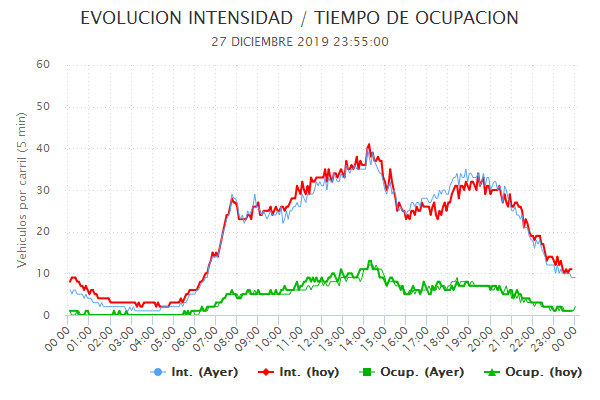 EVOLUCION INTENSIDAD / TIEMPO DE OCUPACION
27 DICIEMBRE 2019 23:55:00
Vehiculos por carril (5 min)
60
50
40
30
20
10
0
00:00 01:00 02:00 03:00 04:00 05:00 06:00 07:00 08:00 09:00 10:00 11:00 12:00 13:00 14:00 15:00 16:00 17:00 18:00 19:00 20:00 21:00 22:00 23:00 00:00
Int. (Ayer) Int. (hoy) Ocup. (Ayer) Ocup. (hoy)